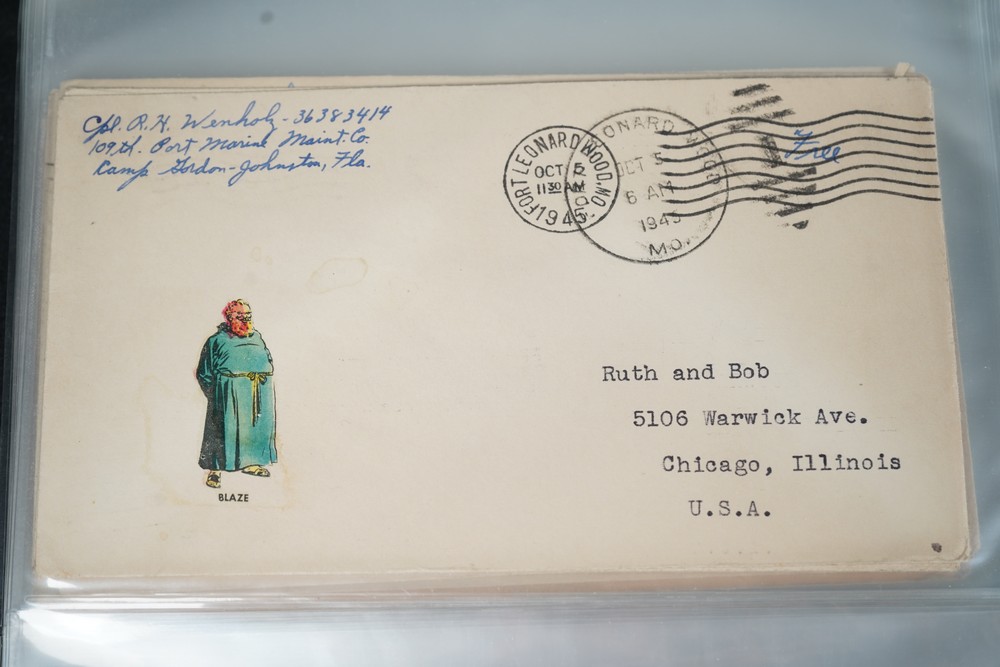 Cpl. R. H. Wenholz - 36383414
109th. Port Marine Maint. Co.
Camp Gordon-Johnston, Fla.
FORT LEONARD WOOD, MO.
OCT 5
11 30 AM
1945
LEONARD WOOD
OCT 5
6 AM
1945
MO.
Free
Ruth and Bob
5106 Warwick Ave.
Chicago, Illinois
U.S.A.
BLAZE